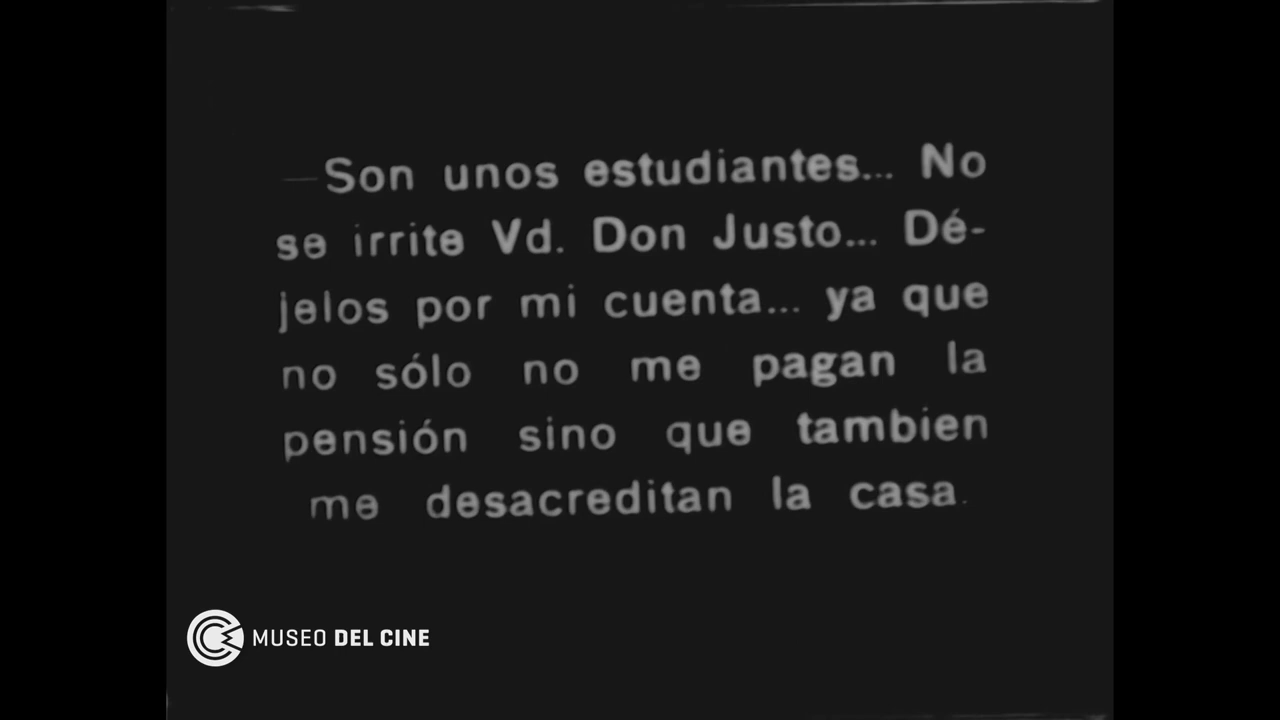 —Son unos estudiantes... No
se irrite Vd. Don Justo... Dé-
jelos por mi cuenta... ya que
no sólo no me pagan la
pensión sino que tambien
me desacreditan la casa.
MUSEO DEL CINE